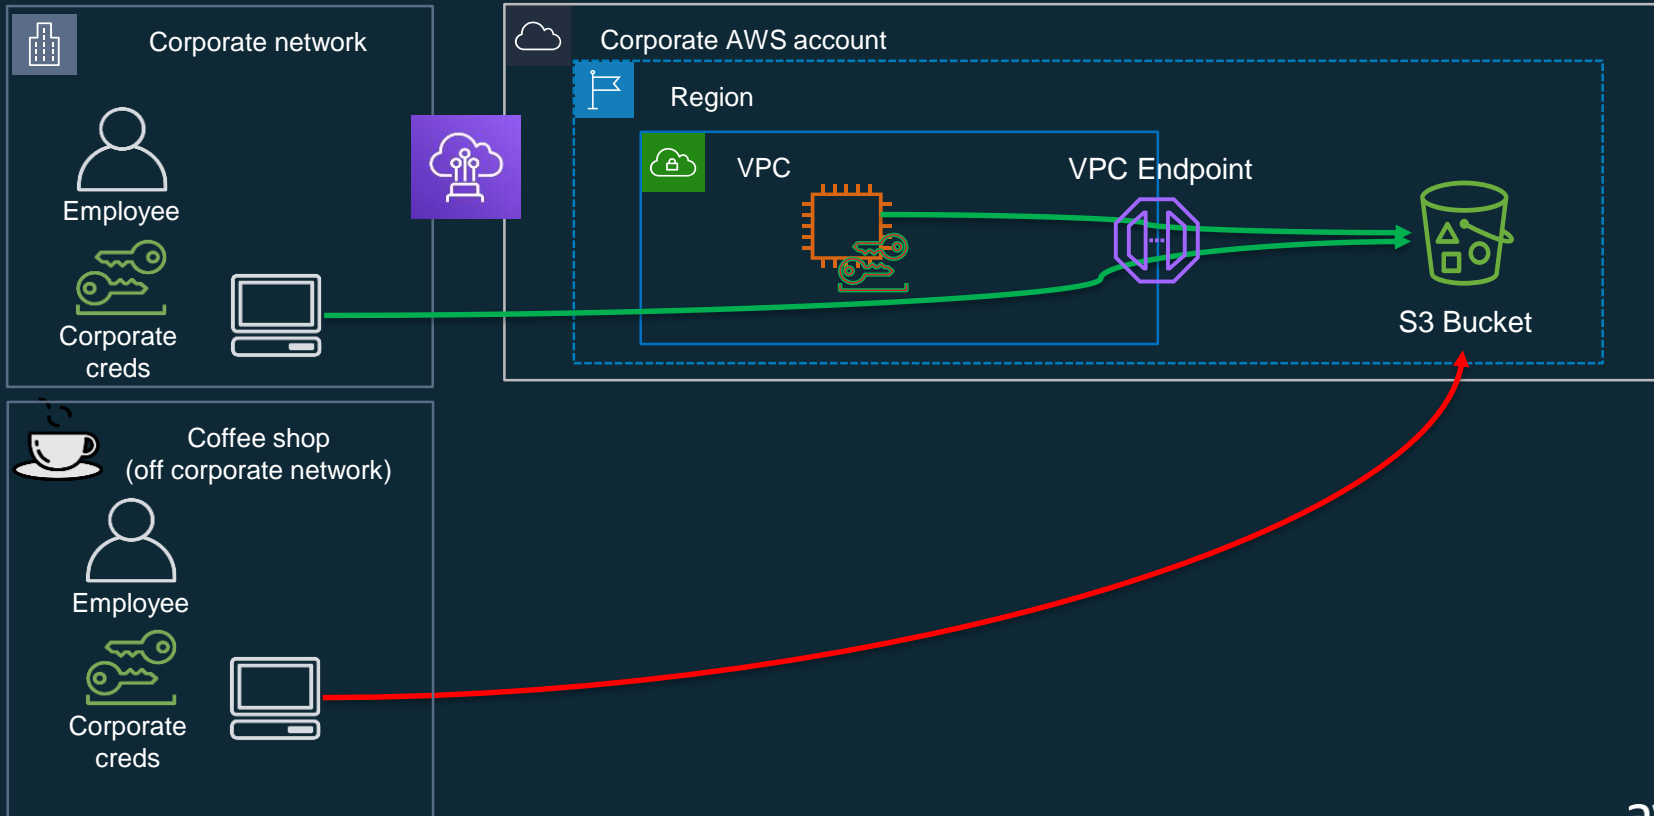 Corporate network
Employee
Corporate
creds
Corporate AWS account
Region
VPC
VPC Endpoint
S3 Bucket
Coffee shop
(off corporate network)
Employee
Corporate
creds